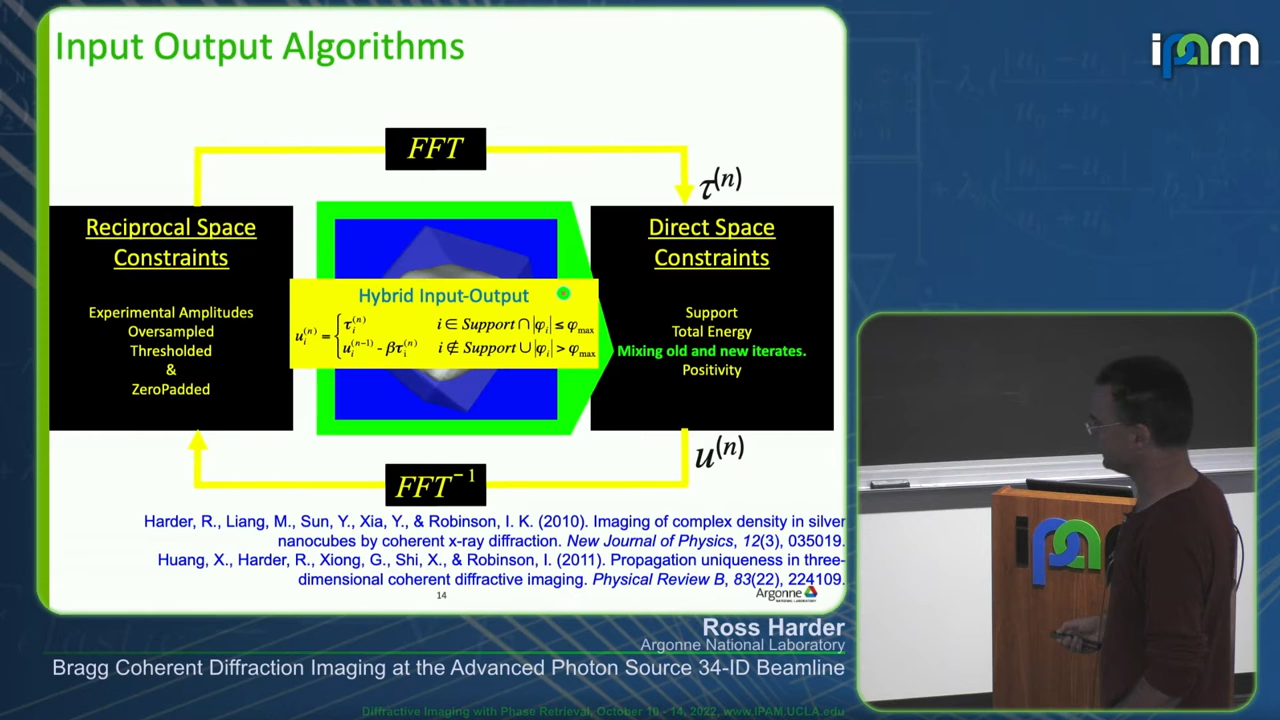 Input Output Algorithms
ipam
FFT
τ(n)
Reciprocal Space
Constraints
Experimental Amplitudes
Oversampled
Thresholded
&
ZeroPadded
Hybrid Input-Output
u_i^(n) = { τ_i^(n) i ∈ Support ∩ |φ_i| ≤ φ_max
u_i^(n-1) - βτ_i^(n) i ∉ Support ∪ |φ_i| > φ_max
Direct Space
Constraints
Support
Total Energy
Mixing old and new iterates.
Positivity
u(n)
FFT⁻¹
Harder, R., Liang, M., Sun, Y., Xia, Y., & Robinson, I. K. (2010). Imaging of complex density in silver
nanocubes by coherent x-ray diffraction. New Journal of Physics, 12(3), 035019.
Huang, X., Harder, R., Xiong, G., Shi, X., & Robinson, I. (2011). Propagation uniqueness in three-
dimensional coherent diffractive imaging. Physical Review B, 83(22), 224109.
14
Argonne
NATIONAL LABORATORY
ipam
Ross Harder
Argonne National Laboratory
Bragg Coherent Diffraction Imaging at the Advanced Photon Source 34-ID Beamline
Diffractive Imaging with Phase Retrieval, October 10 - 14, 2022, www.IPAM.UCLA.edu